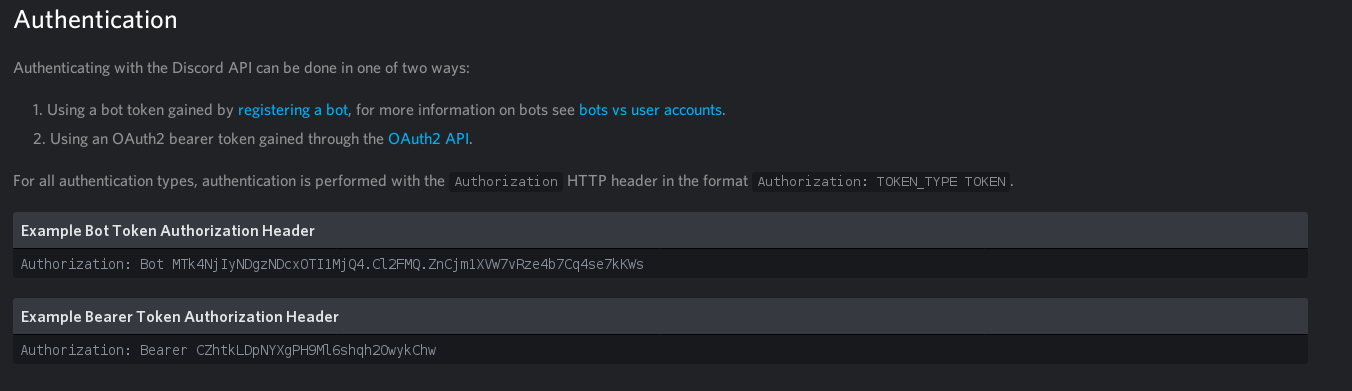 Authentication
Authenticating with the Discord API can be done in one of two ways:
1. Using a bot token gained by registering a bot, for more information on bots see bots vs user accounts.
2. Using an OAuth2 bearer token gained through the OAuth2 API.
For all authentication types, authentication is performed with the Authorization HTTP header in the format Authorization: TOKEN_TYPE TOKEN.
Example Bot Token Authorization Header
Authorization: Bot MTk4NjIyNDgzNDcxOTI1MjQ4.Cl2FMQ.ZnCjm1XVW7vRze4b7Cq4se7kKWs
Example Bearer Token Authorization Header
Authorization: Bearer CZhtkLDpNYXgPH9Ml6shqh2OwykChw